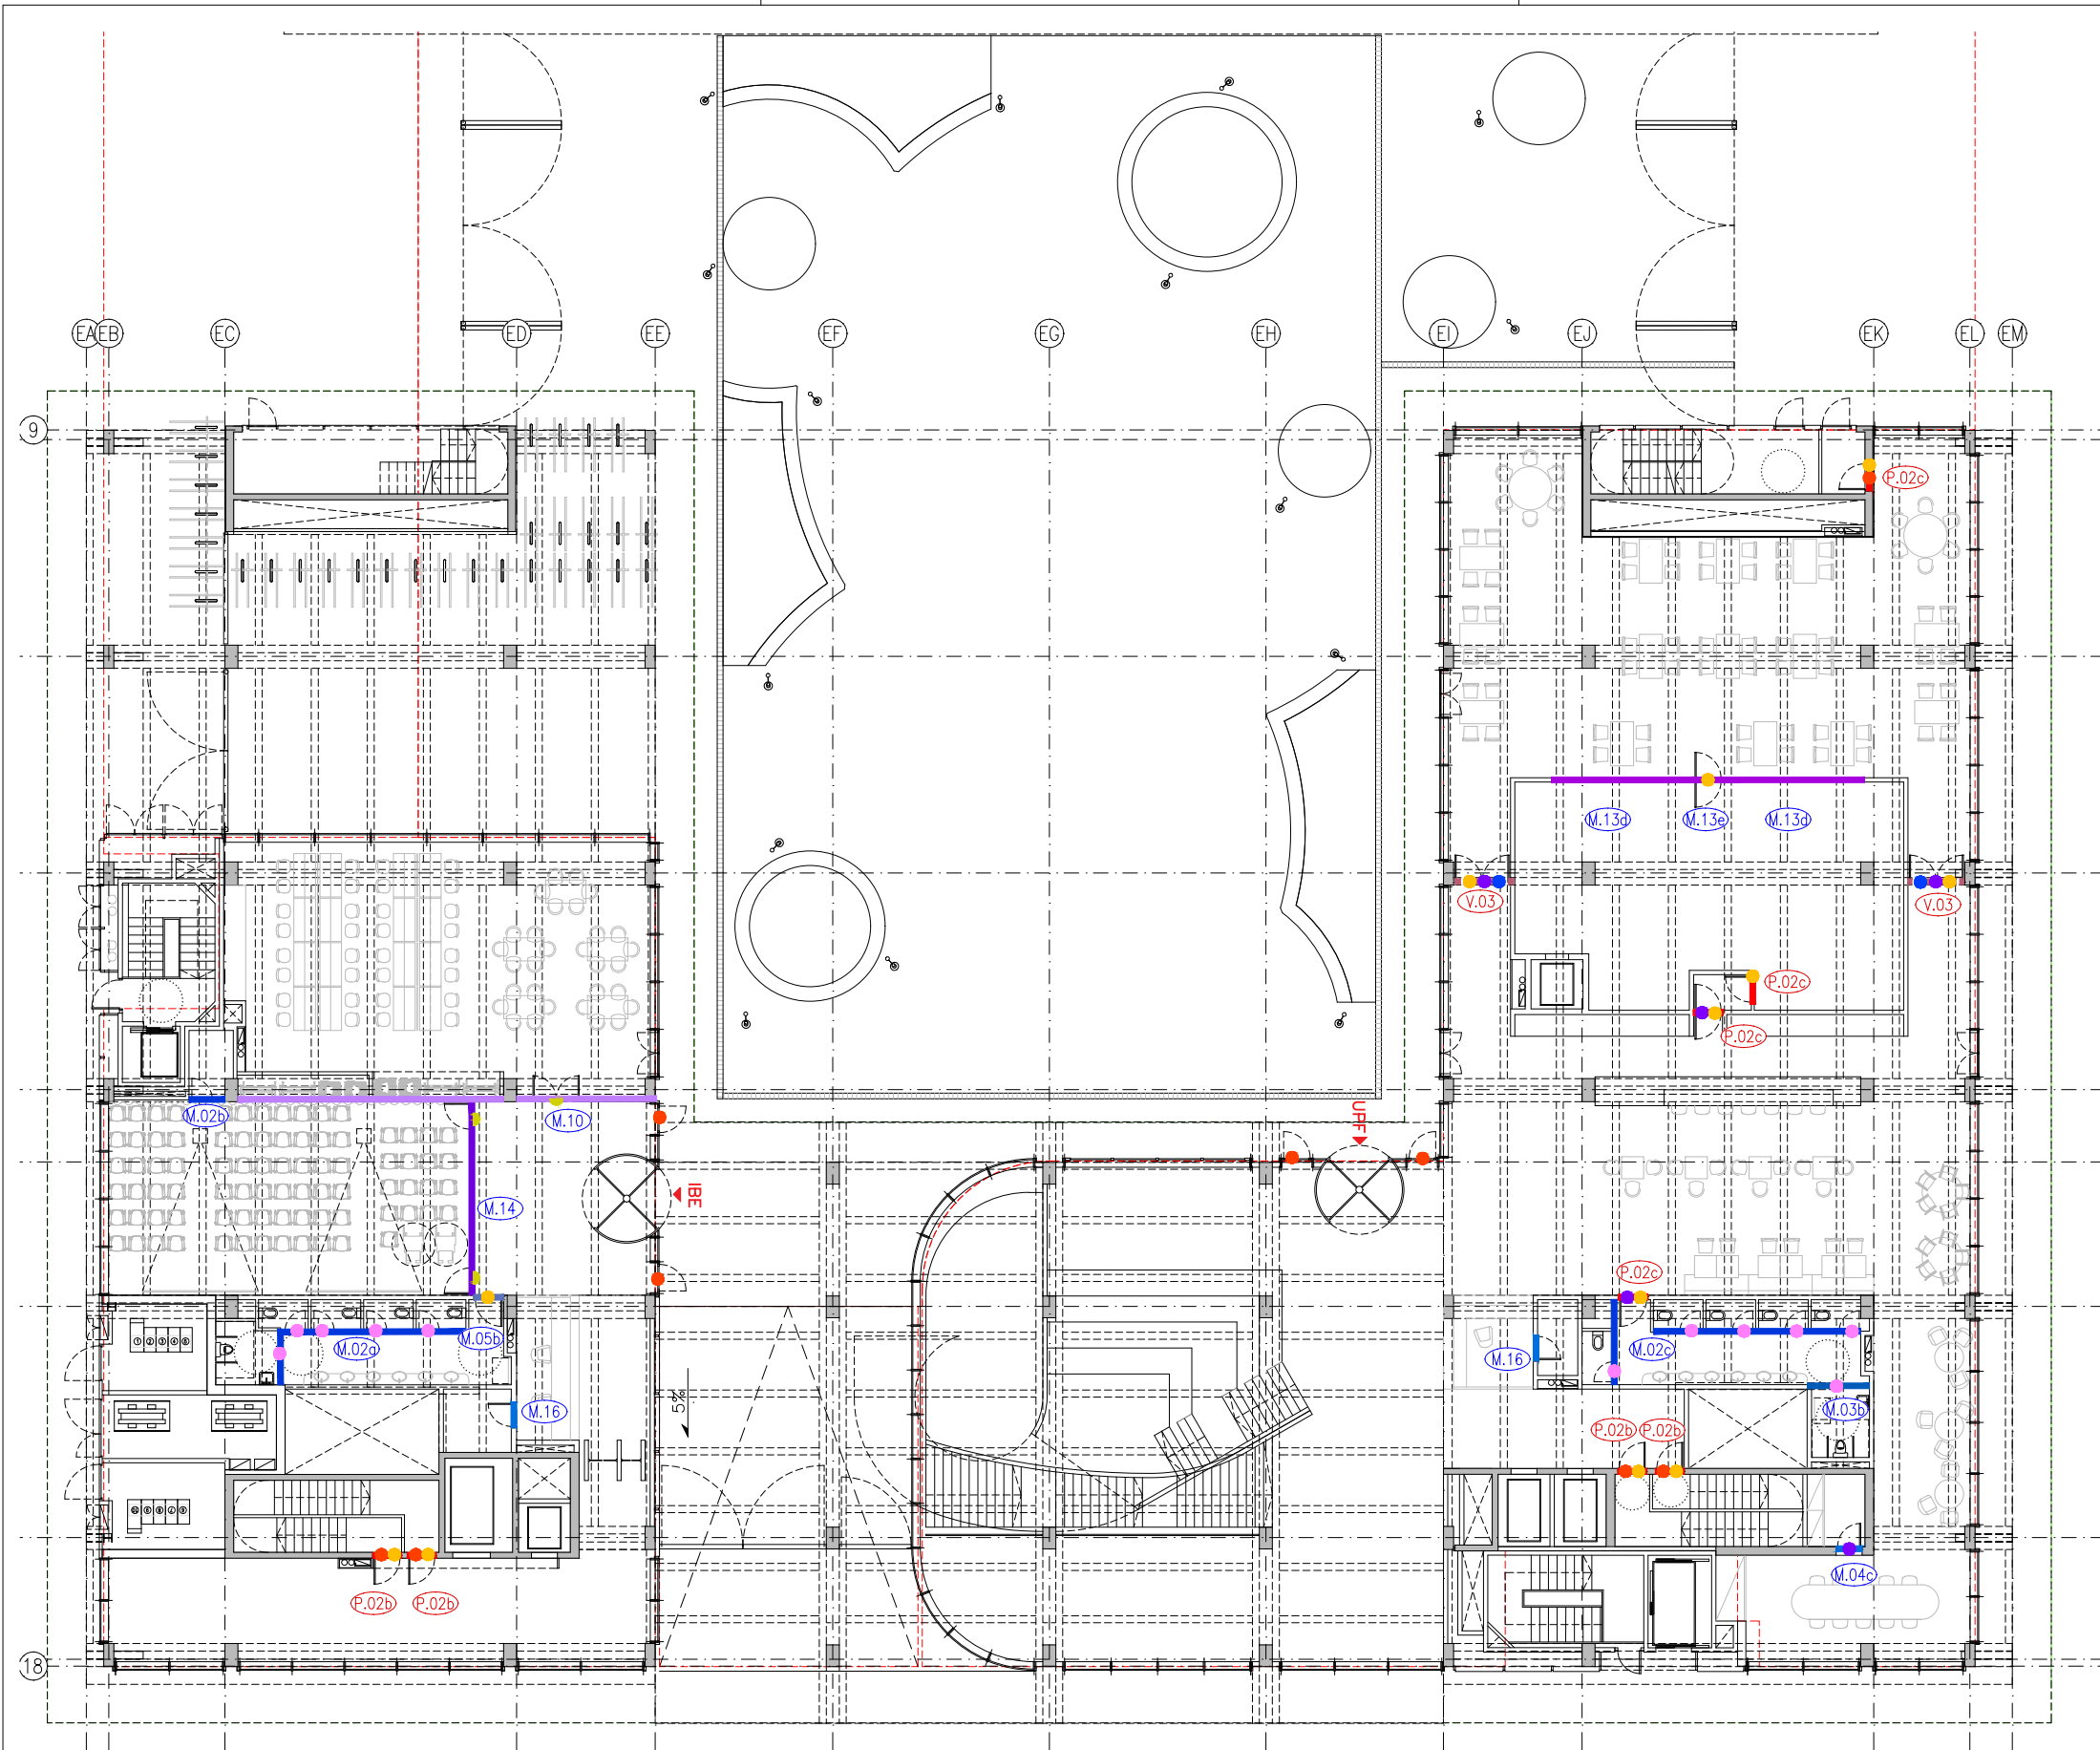 EA EB EC ED EE EF EG EH EI EJ EK EL EM
9
P.02c
M.13d M.13e M.13d
V.03 V.03
P.02c
P.02c
M.02b M.10
UPF
M.14
IBE
P.02c
M.05b
M.02a M.02c
M.16
5%
M.16
M.03b
P.02b P.02b
M.04c
P.02b P.02b
18